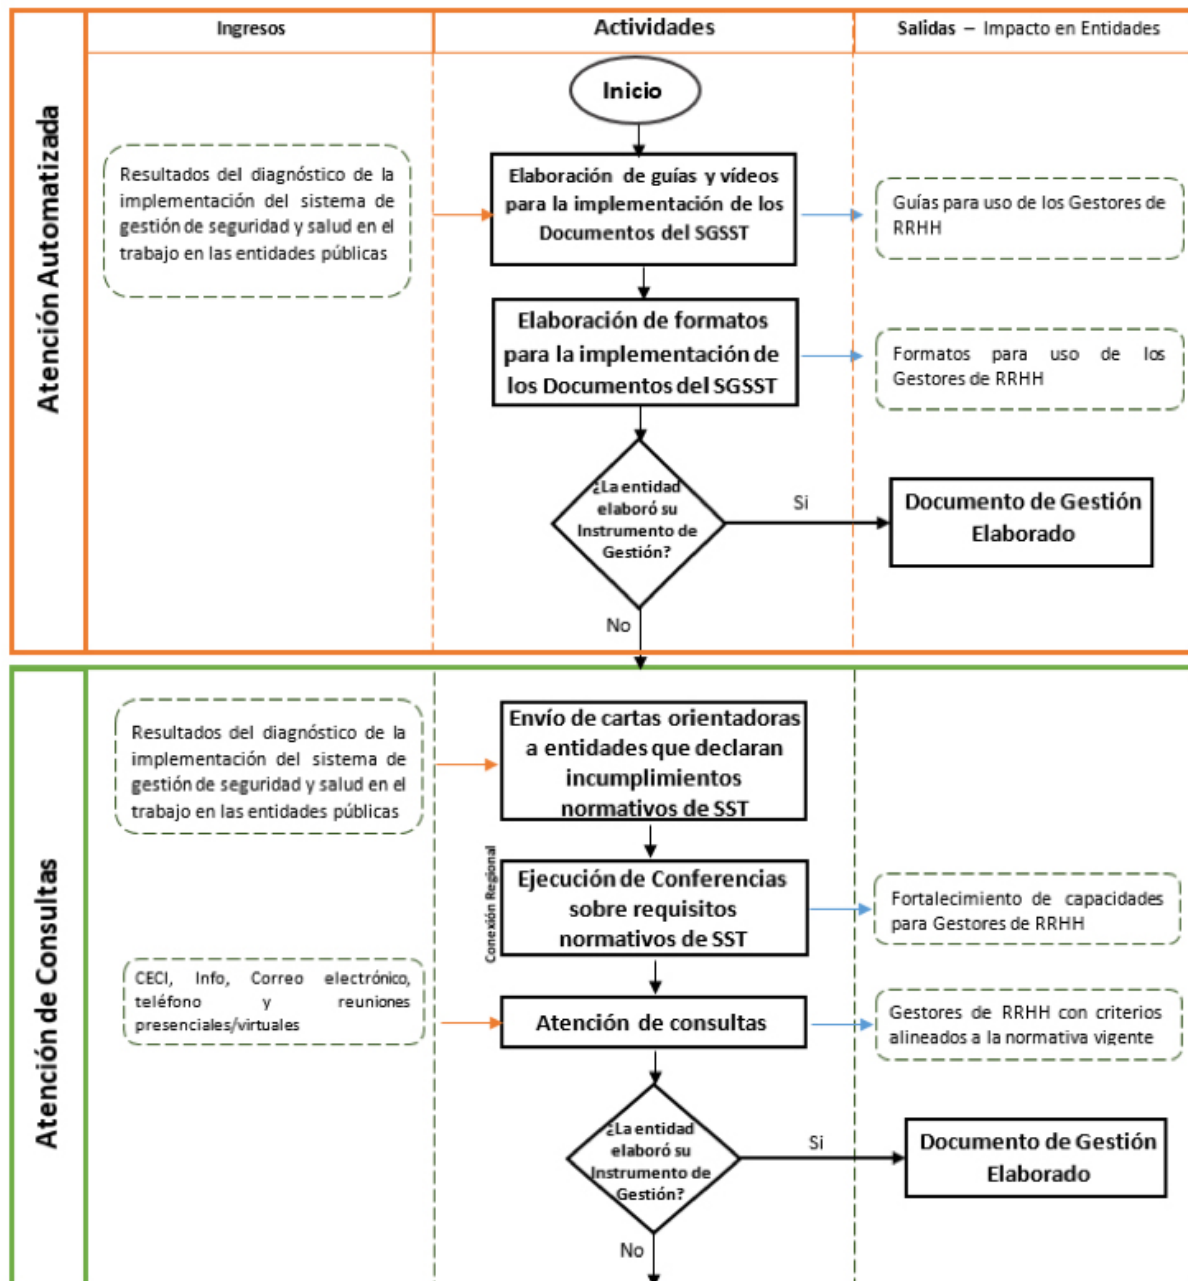 Ingresos
Actividades
Salidas – Impacto en Entidades
Atención Automatizada
Inicio
Resultados del diagnóstico de la
implementación del sistema de
gestión de seguridad y salud en el
trabajo en las entidades públicas
Elaboración de guías y vídeos
para la implementación de los
Documentos del SGSST
Guías para uso de los Gestores de
RRHH
Elaboración de formatos
para la implementación de
los Documentos del SGSST
Formatos para uso de los
Gestores de RRHH
¿La entidad
elaboró su
Instrumento de
Gestión?
Si
Documento de Gestión
Elaborado
No
Atención de Consultas
Resultados del diagnóstico de la
implementación del sistema de
gestión de seguridad y salud en el
trabajo en las entidades públicas
Envío de cartas orientadoras
a entidades que declaran
incumplimientos
normativos de SST
Conexión Regional
Ejecución de Conferencias
sobre requisitos
normativos de SST
Fortalecimiento de capacidades
para Gestores de RRHH
CECI, Info, Correo electrónico,
teléfono y reuniones
presenciales/virtuales
Atención de consultas
Gestores de RRHH con criterios
alineados a la normativa vigente
¿La entidad
elaboró su
Instrumento de
Gestión?
Si
Documento de Gestión
Elaborado
No